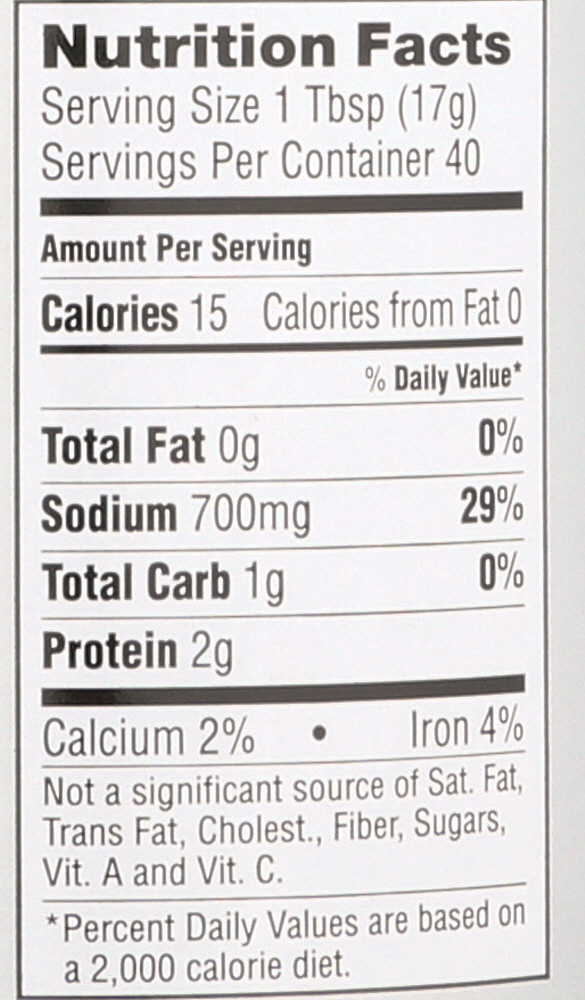 Nutrition Facts
Serving Size 1 Tbsp (17g)
Servings Per Container 40
Amount Per Serving
Calories 15 Calories from Fat 0
% Daily Value*
Total Fat 0g 0%
Sodium 700mg 29%
Total Carb 1g 0%
Protein 2g
Calcium 2% • Iron 4%
Not a significant source of Sat. Fat,
Trans Fat, Cholest., Fiber, Sugars,
Vit. A and Vit. C.
*Percent Daily Values are based on
a 2,000 calorie diet.